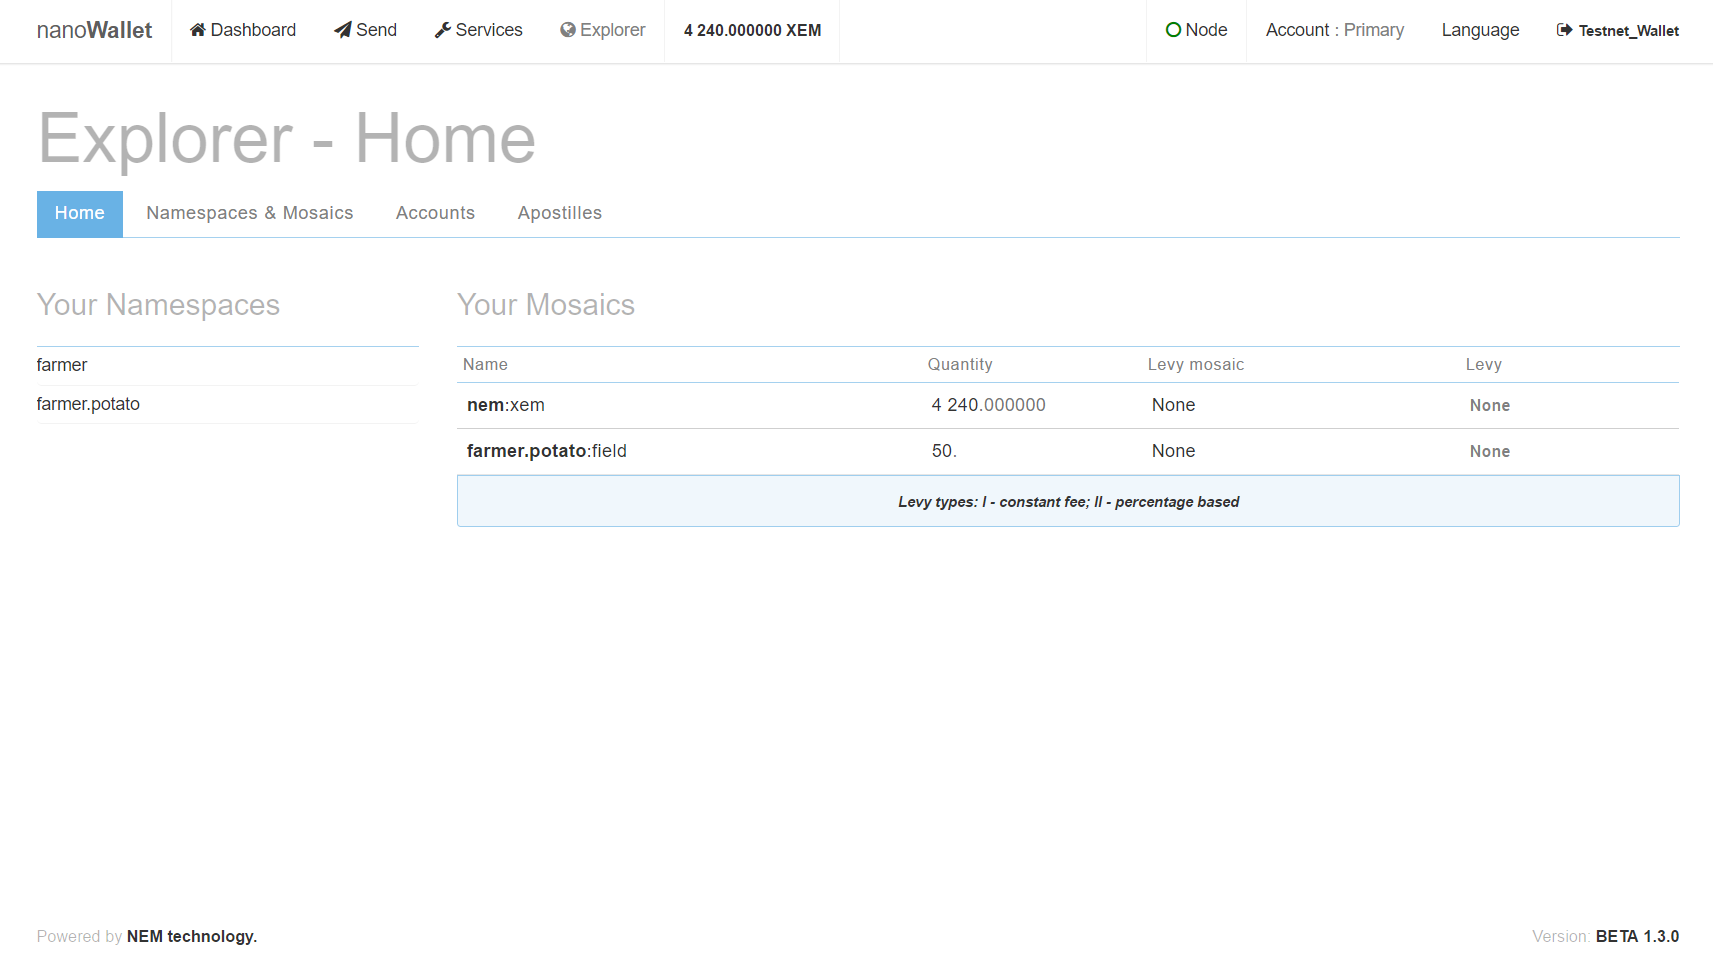 nanoWallet Dashboard Send Services Explorer 4 240.000000 XEM Node Account : Primary Language Testnet_Wallet
Explorer - Home
Home Namespaces & Mosaics Accounts Apostilles
Your Namespaces
farmer
farmer.potato
Your Mosaics
Name Quantity Levy mosaic Levy
nem:xem 4 240.000000 None None
farmer.potato:field 50. None None
Levy types: I - constant fee; II - percentage based
Powered by NEM technology. Version: BETA 1.3.0